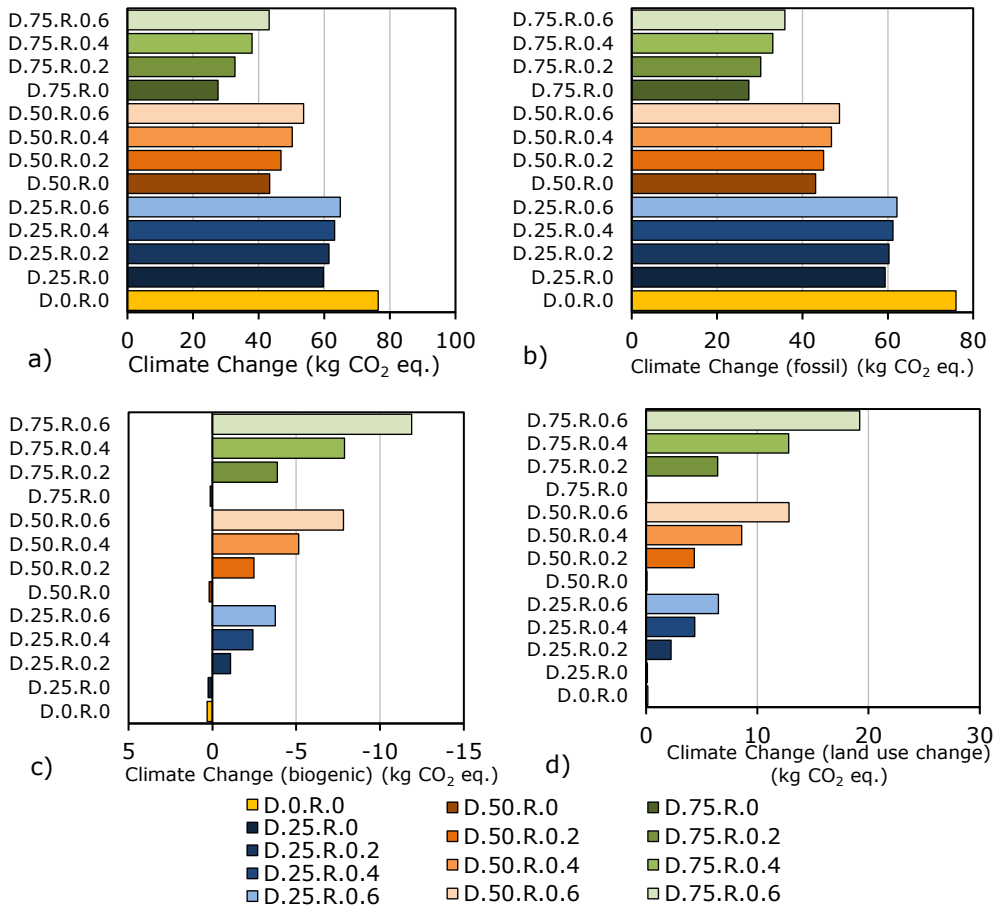 D.75.R.0.6
D.75.R.0.4
D.75.R.0.2
D.75.R.0
D.50.R.0.6
D.50.R.0.4
D.50.R.0.2
D.50.R.0
D.25.R.0.6
D.25.R.0.4
D.25.R.0.2
D.25.R.0
D.0.R.0
0 20 40 60 80 100
a) Climate Change (kg CO₂ eq.)
D.75.R.0.6
D.75.R.0.4
D.75.R.0.2
D.75.R.0
D.50.R.0.6
D.50.R.0.4
D.50.R.0.2
D.50.R.0
D.25.R.0.6
D.25.R.0.4
D.25.R.0.2
D.25.R.0
D.0.R.0
0 20 40 60 80
b) Climate Change (fossil) (kg CO₂ eq.)
D.75.R.0.6
D.75.R.0.4
D.75.R.0.2
D.75.R.0
D.50.R.0.6
D.50.R.0.4
D.50.R.0.2
D.50.R.0
D.25.R.0.6
D.25.R.0.4
D.25.R.0.2
D.25.R.0
D.0.R.0
5 0 -5 -10 -15
c) Climate Change (biogenic) (kg CO₂ eq.)
D.75.R.0.6
D.75.R.0.4
D.75.R.0.2
D.75.R.0
D.50.R.0.6
D.50.R.0.4
D.50.R.0.2
D.50.R.0
D.25.R.0.6
D.25.R.0.4
D.25.R.0.2
D.25.R.0
D.0.R.0
0 10 20 30
d) Climate Change (land use change)
(kg CO₂ eq.)
D.0.R.0
D.25.R.0
D.25.R.0.2
D.25.R.0.4
D.25.R.0.6
D.50.R.0
D.50.R.0.2
D.50.R.0.4
D.50.R.0.6
D.75.R.0
D.75.R.0.2
D.75.R.0.4
D.75.R.0.6